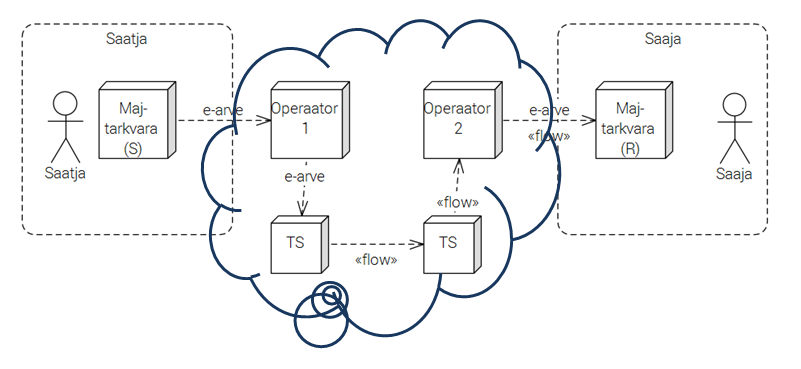 Saatja
Saaja
Saatja
Maj-
tarkvara
(S)
e-arve
Operaator
1
Operaator
2
e-arve
«flow»
Maj-
tarkvara
(R)
Saaja
e-arve
«flow»
TS
«flow»
TS